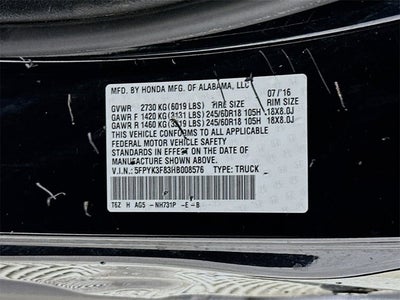 MFD. BY HONDA MFG. OF ALABAMA, LLC 07/16
GVWR 2730 KG (6019 LBS) TIRE SIZE RIM SIZE
GAWR F 1420 KG (3131 LBS) 245/60R18 105H 18X8.0J
GAWR R 1460 KG (3219 LBS) 245/60R18 105H 18X8.0J
THIS VEHICLE CONFORMS TO ALL APPLICABLE
FEDERAL MOTOR VEHICLE SAFETY
STANDARDS IN EFFECT ON THE DATE OF
MANUFACTURE SHOWN ABOVE.
V.I.N.: 5FPYK3F83HB008576 TYPE: TRUCK
T6Z H AG5 -NH731P -E -B